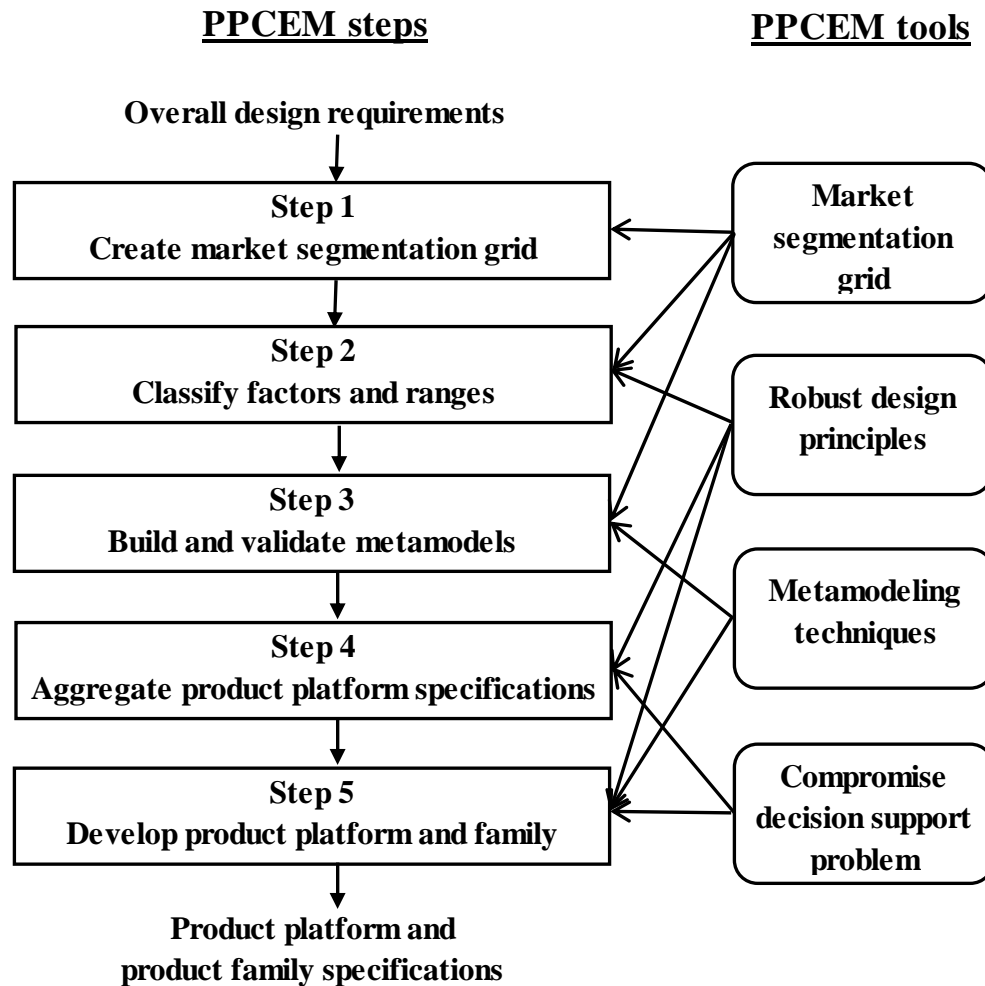 PPCEM steps
Overall design requirements
Step 1
Create market segmentation grid
Step 2
Classify factors and ranges
Step 3
Build and validate metamodels
Step 4
Aggregate product platform specifications
Step 5
Develop product platform and family
Product platform and
product family specifications
PPCEM tools
Market
segmentation
grid
Robust design
principles
Metamodeling
techniques
Compromise
decision support
problem